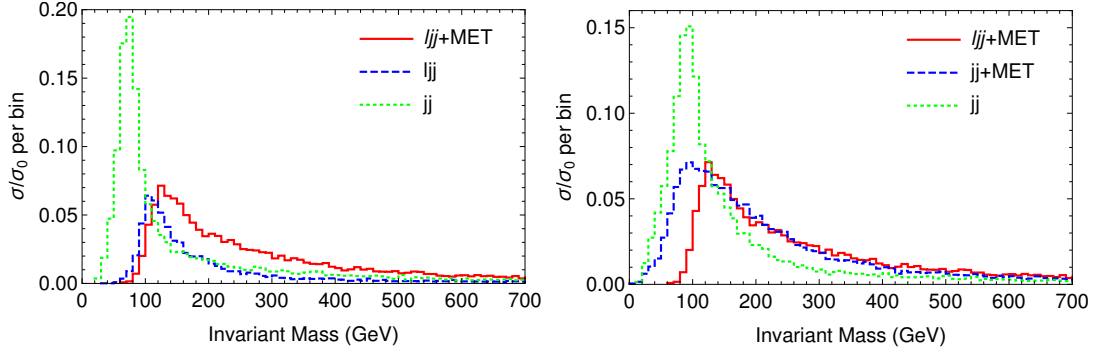 0.20
0.15
0.10
0.05
0.00
σ/σ₀ per bin
ljj+MET
ljj
jj
0 100 200 300 400 500 600 700
Invariant Mass (GeV)
0.15
0.10
0.05
0.00
σ/σ₀ per bin
ljj+MET
jj+MET
jj
0 100 200 300 400 500 600 700
Invariant Mass (GeV)